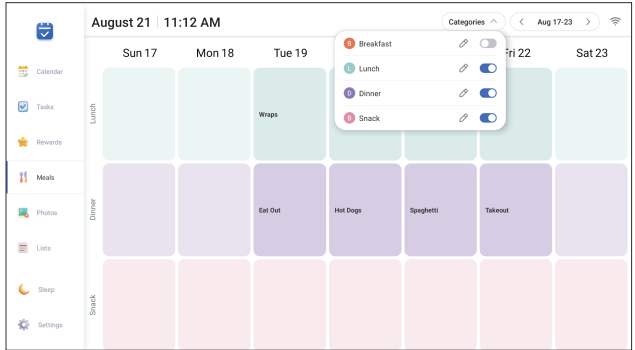 August 21 11:12 AM
Categories
Aug 17-23
Sun 17
Mon 18
Tue 19
Fri 22
Sat 23
B Breakfast
L Lunch
D Dinner
B Snack
Calendar
Tasks
Rewards
Meals
Photos
Lists
Sleep
Settings
Lunch
Wraps
Dinner
Eat Out
Hot Dogs
Spaghetti
Takeout
Snack